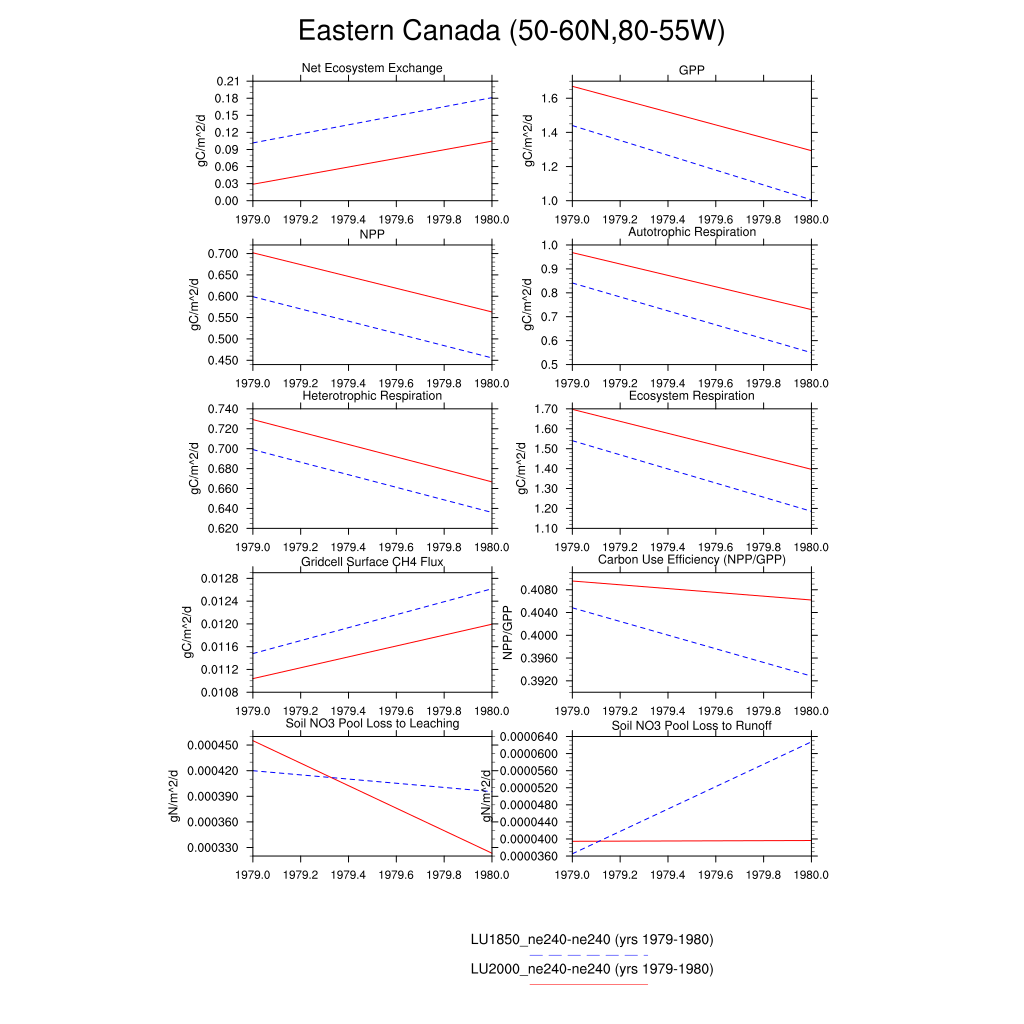 Eastern Canada (50-60N,80-55W)
Net Ecosystem Exchange
GPP
gC/m^2/d
0.21
0.18
0.15
0.12
0.09
0.06
0.03
0.00
1979.0 1979.2 1979.4 1979.6 1979.8 1980.0
gC/m^2/d
1.6
1.4
1.2
1.0
1979.0 1979.2 1979.4 1979.6 1979.8 1980.0
NPP
Autotrophic Respiration
gC/m^2/d
0.700
0.650
0.600
0.550
0.500
0.450
1979.0 1979.2 1979.4 1979.6 1979.8 1980.0
gC/m^2/d
1.0
0.9
0.8
0.7
0.6
0.5
1979.0 1979.2 1979.4 1979.6 1979.8 1980.0
Heterotrophic Respiration
Ecosystem Respiration
gC/m^2/d
0.740
0.720
0.700
0.680
0.660
0.640
0.620
1979.0 1979.2 1979.4 1979.6 1979.8 1980.0
gC/m^2/d
1.70
1.60
1.50
1.40
1.30
1.20
1.10
1979.0 1979.2 1979.4 1979.6 1979.8 1980.0
Gridcell Surface CH4 Flux
Carbon Use Efficiency (NPP/GPP)
gC/m^2/d
0.0128
0.0124
0.0120
0.0116
0.0112
0.0108
1979.0 1979.2 1979.4 1979.6 1979.8 1980.0
NPP/GPP
0.4080
0.4040
0.4000
0.3960
0.3920
1979.0 1979.2 1979.4 1979.6 1979.8 1980.0
Soil NO3 Pool Loss to Leaching
Soil NO3 Pool Loss to Runoff
gN/m^2/d
0.000450
0.000420
0.000390
0.000360
0.000330
1979.0 1979.2 1979.4 1979.6 1979.8 1980.0
gN/m^2/d
0.0000640
0.0000600
0.0000560
0.0000520
0.0000480
0.0000440
0.0000400
0.0000360
1979.0 1979.2 1979.4 1979.6 1979.8 1980.0
LU1850_ne240-ne240 (yrs 1979-1980)
LU2000_ne240-ne240 (yrs 1979-1980)